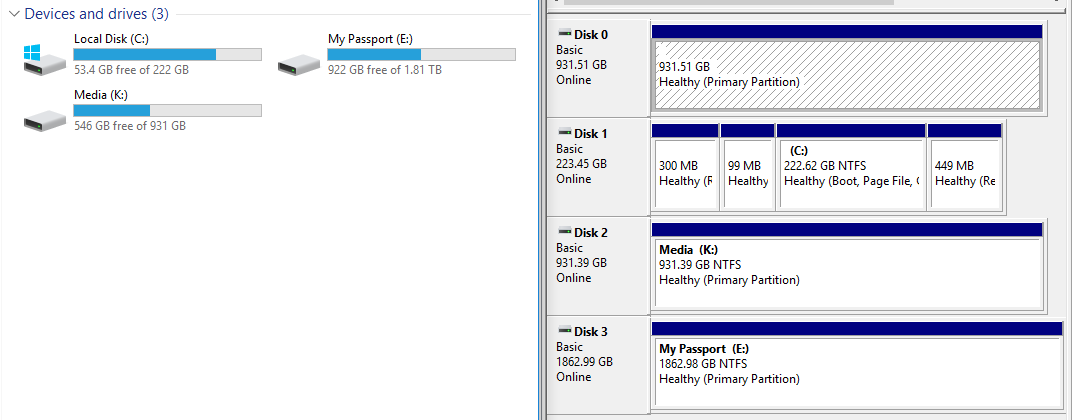 Devices and drives (3)
Local Disk (C:)
53.4 GB free of 222 GB
My Passport (E:)
922 GB free of 1.81 TB
Media (K:)
546 GB free of 931 GB
Disk 0
Basic
931.51 GB
Online
931.51 GB
Healthy (Primary Partition)
Disk 1
Basic
223.45 GB
Online
300 MB
Healthy (R
99 MB
Healthy
(C:)
222.62 GB NTFS
Healthy (Boot, Page File, C
449 MB
Healthy (Re
Disk 2
Basic
931.39 GB
Online
Media (K:)
931.39 GB NTFS
Healthy (Primary Partition)
Disk 3
Basic
1862.99 GB
Online
My Passport (E:)
1862.98 GB NTFS
Healthy (Primary Partition)